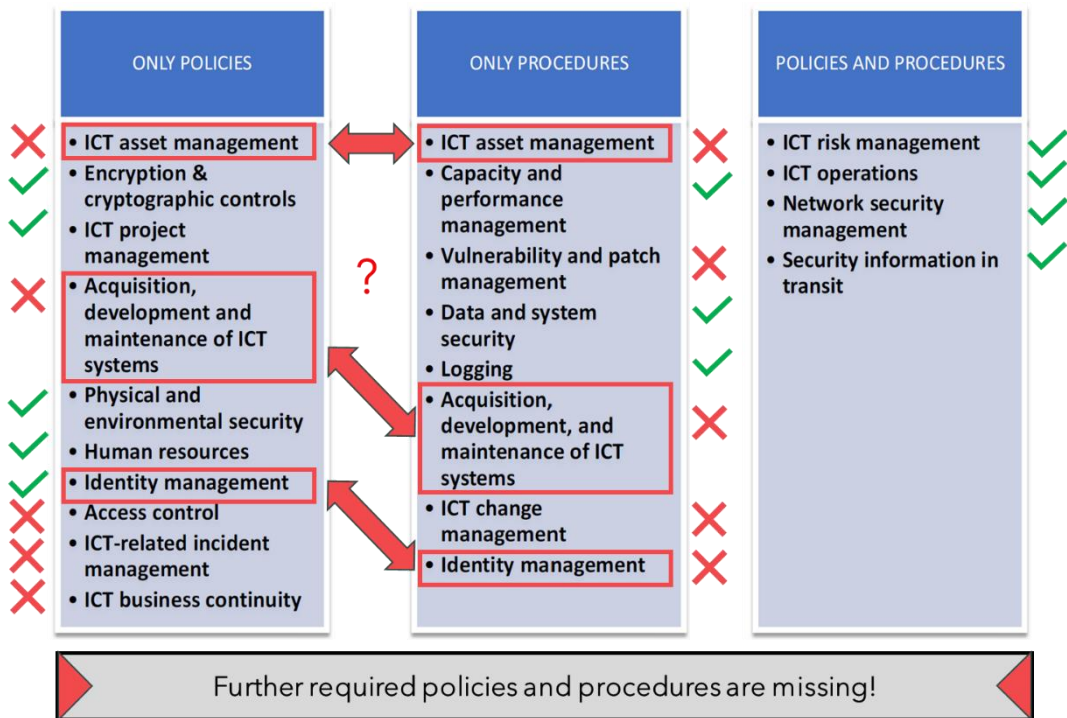 ONLY POLICIES
• ICT asset management
• Encryption &
cryptographic controls
• ICT project
management
• Acquisition,
development and
maintenance of ICT
systems
• Physical and
environmental security
• Human resources
• Identity management
• Access control
• ICT-related incident
management
• ICT business continuity
?
ONLY PROCEDURES
• ICT asset management
• Capacity and
performance
management
• Vulnerability and patch
management
• Data and system
security
• Logging
• Acquisition,
development, and
maintenance of ICT
systems
• ICT change
management
• Identity management
POLICIES AND PROCEDURES
• ICT risk management
• ICT operations
• Network security
management
• Security information in
transit
Further required policies and procedures are missing!